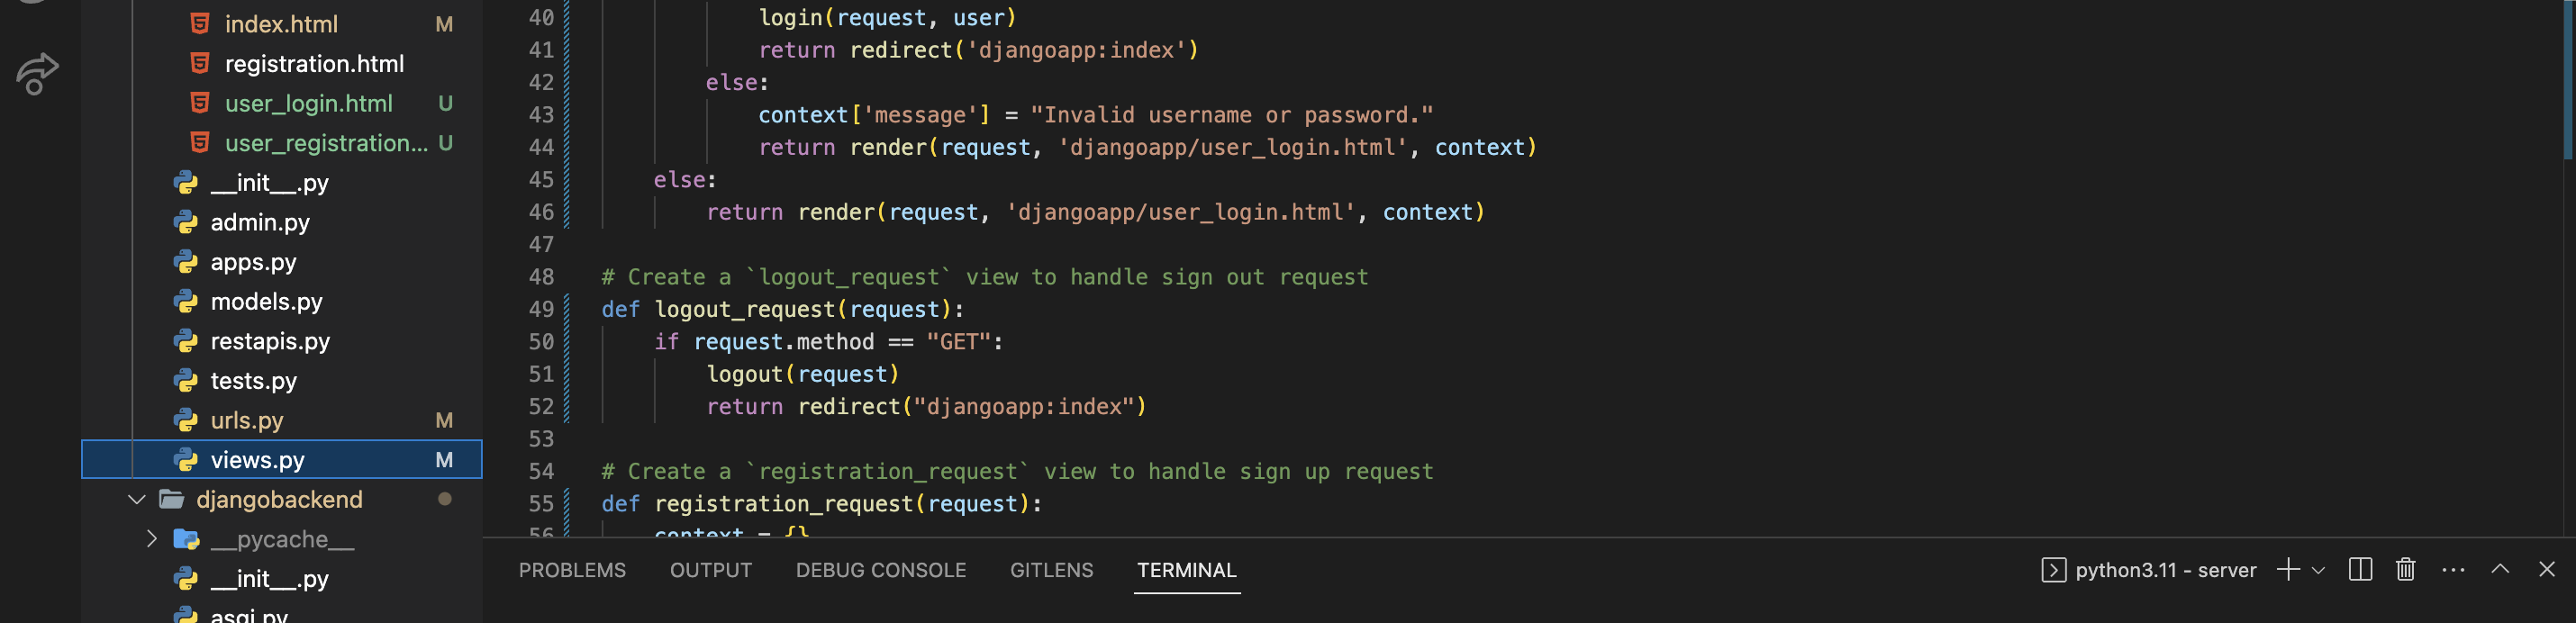 index.html M
registration.html
user_login.html U
user_registration... U
__init__.py
admin.py
apps.py
models.py
restapis.py
tests.py
urls.py M
views.py M
djangobackend
__pycache__
__init__.py
asgi.py
40 login(request, user)
41 return redirect('djangoapp:index')
42 else:
43 context['message'] = "Invalid username or password."
44 return render(request, 'djangoapp/user_login.html', context)
45 else:
46 return render(request, 'djangoapp/user_login.html', context)
47
48 # Create a `logout_request` view to handle sign out request
49 def logout_request(request):
50 if request.method == "GET":
51 logout(request)
52 return redirect("djangoapp:index")
53
54 # Create a `registration_request` view to handle sign up request
55 def registration_request(request):
56 context = {}
PROBLEMS OUTPUT DEBUG CONSOLE GITLENS TERMINAL python3.11 - server